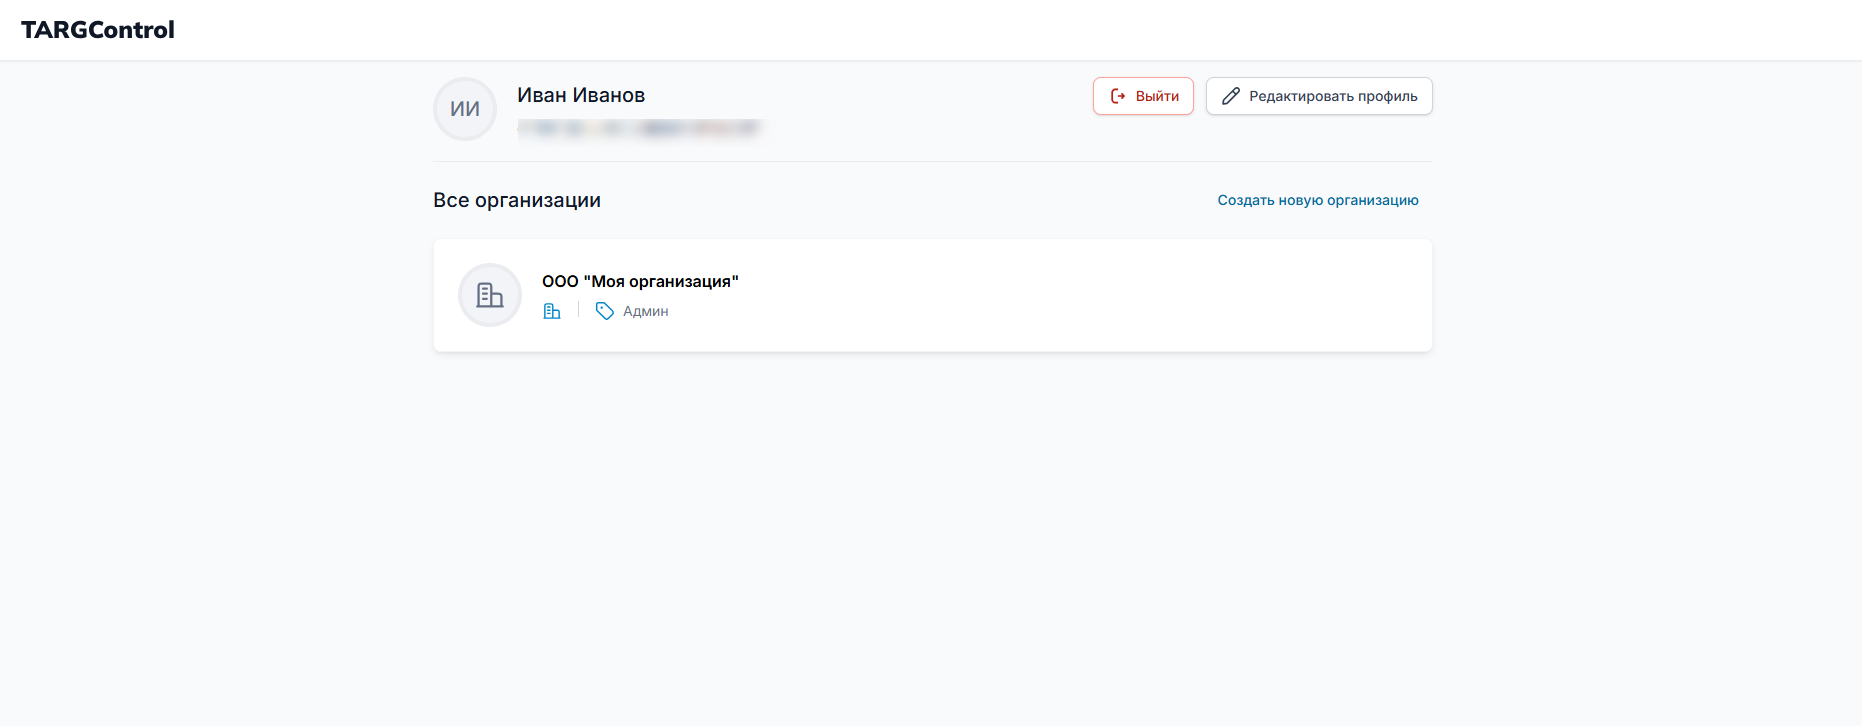 TARGControl
ИИ
Иван Иванов
Выйти
Редактировать профиль
Все организации
Создать новую организацию
ООО "Моя организация"
Админ